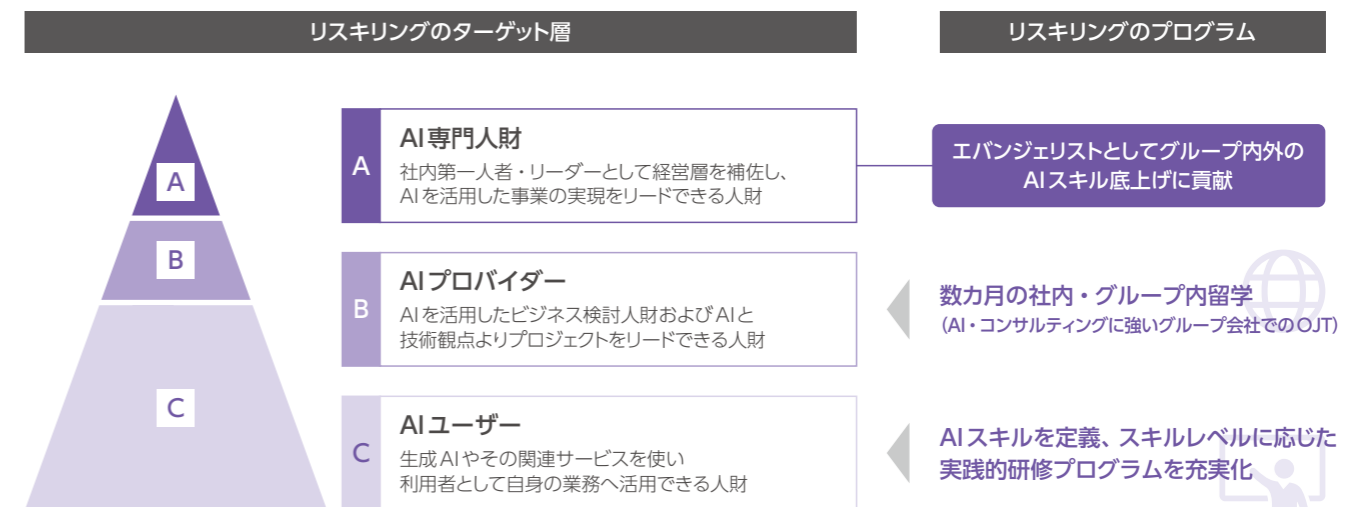 リスキリングのターゲット層
リスキリングのプログラム
A
B
C
A
AI専門人財
社内第一人者・リーダーとして経営層を補佐し、
AIを活用した事業の実現をリードできる人財
エバンジェリストとしてグループ内外の
AIスキル底上げに貢献
B
AIプロバイダー
AIを活用したビジネス検討人財およびAIと
技術観点よりプロジェクトをリードできる人財
数カ月の社内・グループ内留学
(AI・コンサルティングに強いグループ会社でのOJT)
C
AIユーザー
生成AIやその関連サービスを使い
利用者として自身の業務へ活用できる人財
AIスキルを定義、スキルレベルに応じた
実践的研修プログラムを充実化